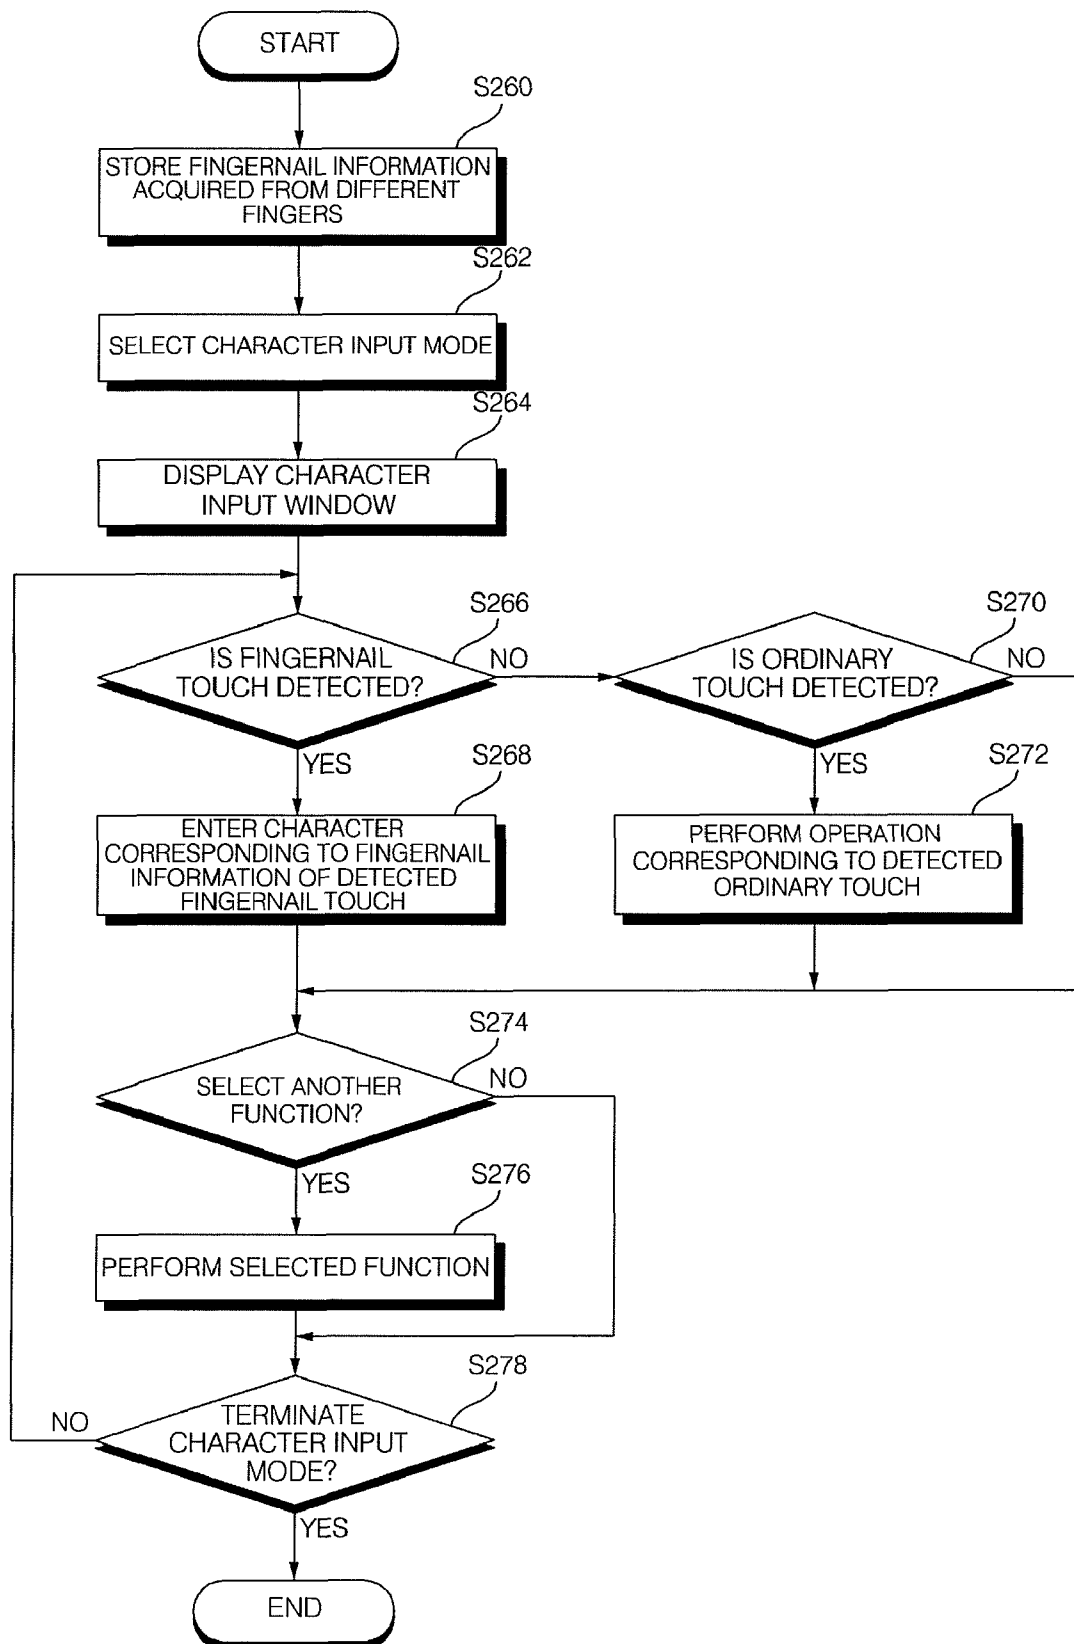 START
S260
STORE FINGERNAIL INFORMATION
ACQUIRED FROM DIFFERENT
FINGERS
S262
SELECT CHARACTER INPUT MODE
S264
DISPLAY CHARACTER
INPUT WINDOW
S266
IS FINGERNAIL
TOUCH DETECTED?
NO
YES
S270
IS ORDINARY
TOUCH DETECTED?
NO
YES
S268
ENTER CHARACTER
CORRESPONDING TO FINGERNAIL
INFORMATION OF DETECTED
FINGERNAIL TOUCH
S272
PERFORM OPERATION
CORRESPONDING TO DETECTED
ORDINARY TOUCH
S274
SELECT ANOTHER
FUNCTION?
NO
YES
S276
PERFORM SELECTED FUNCTION
S278
TERMINATE
CHARACTER INPUT
MODE?
NO
YES
END